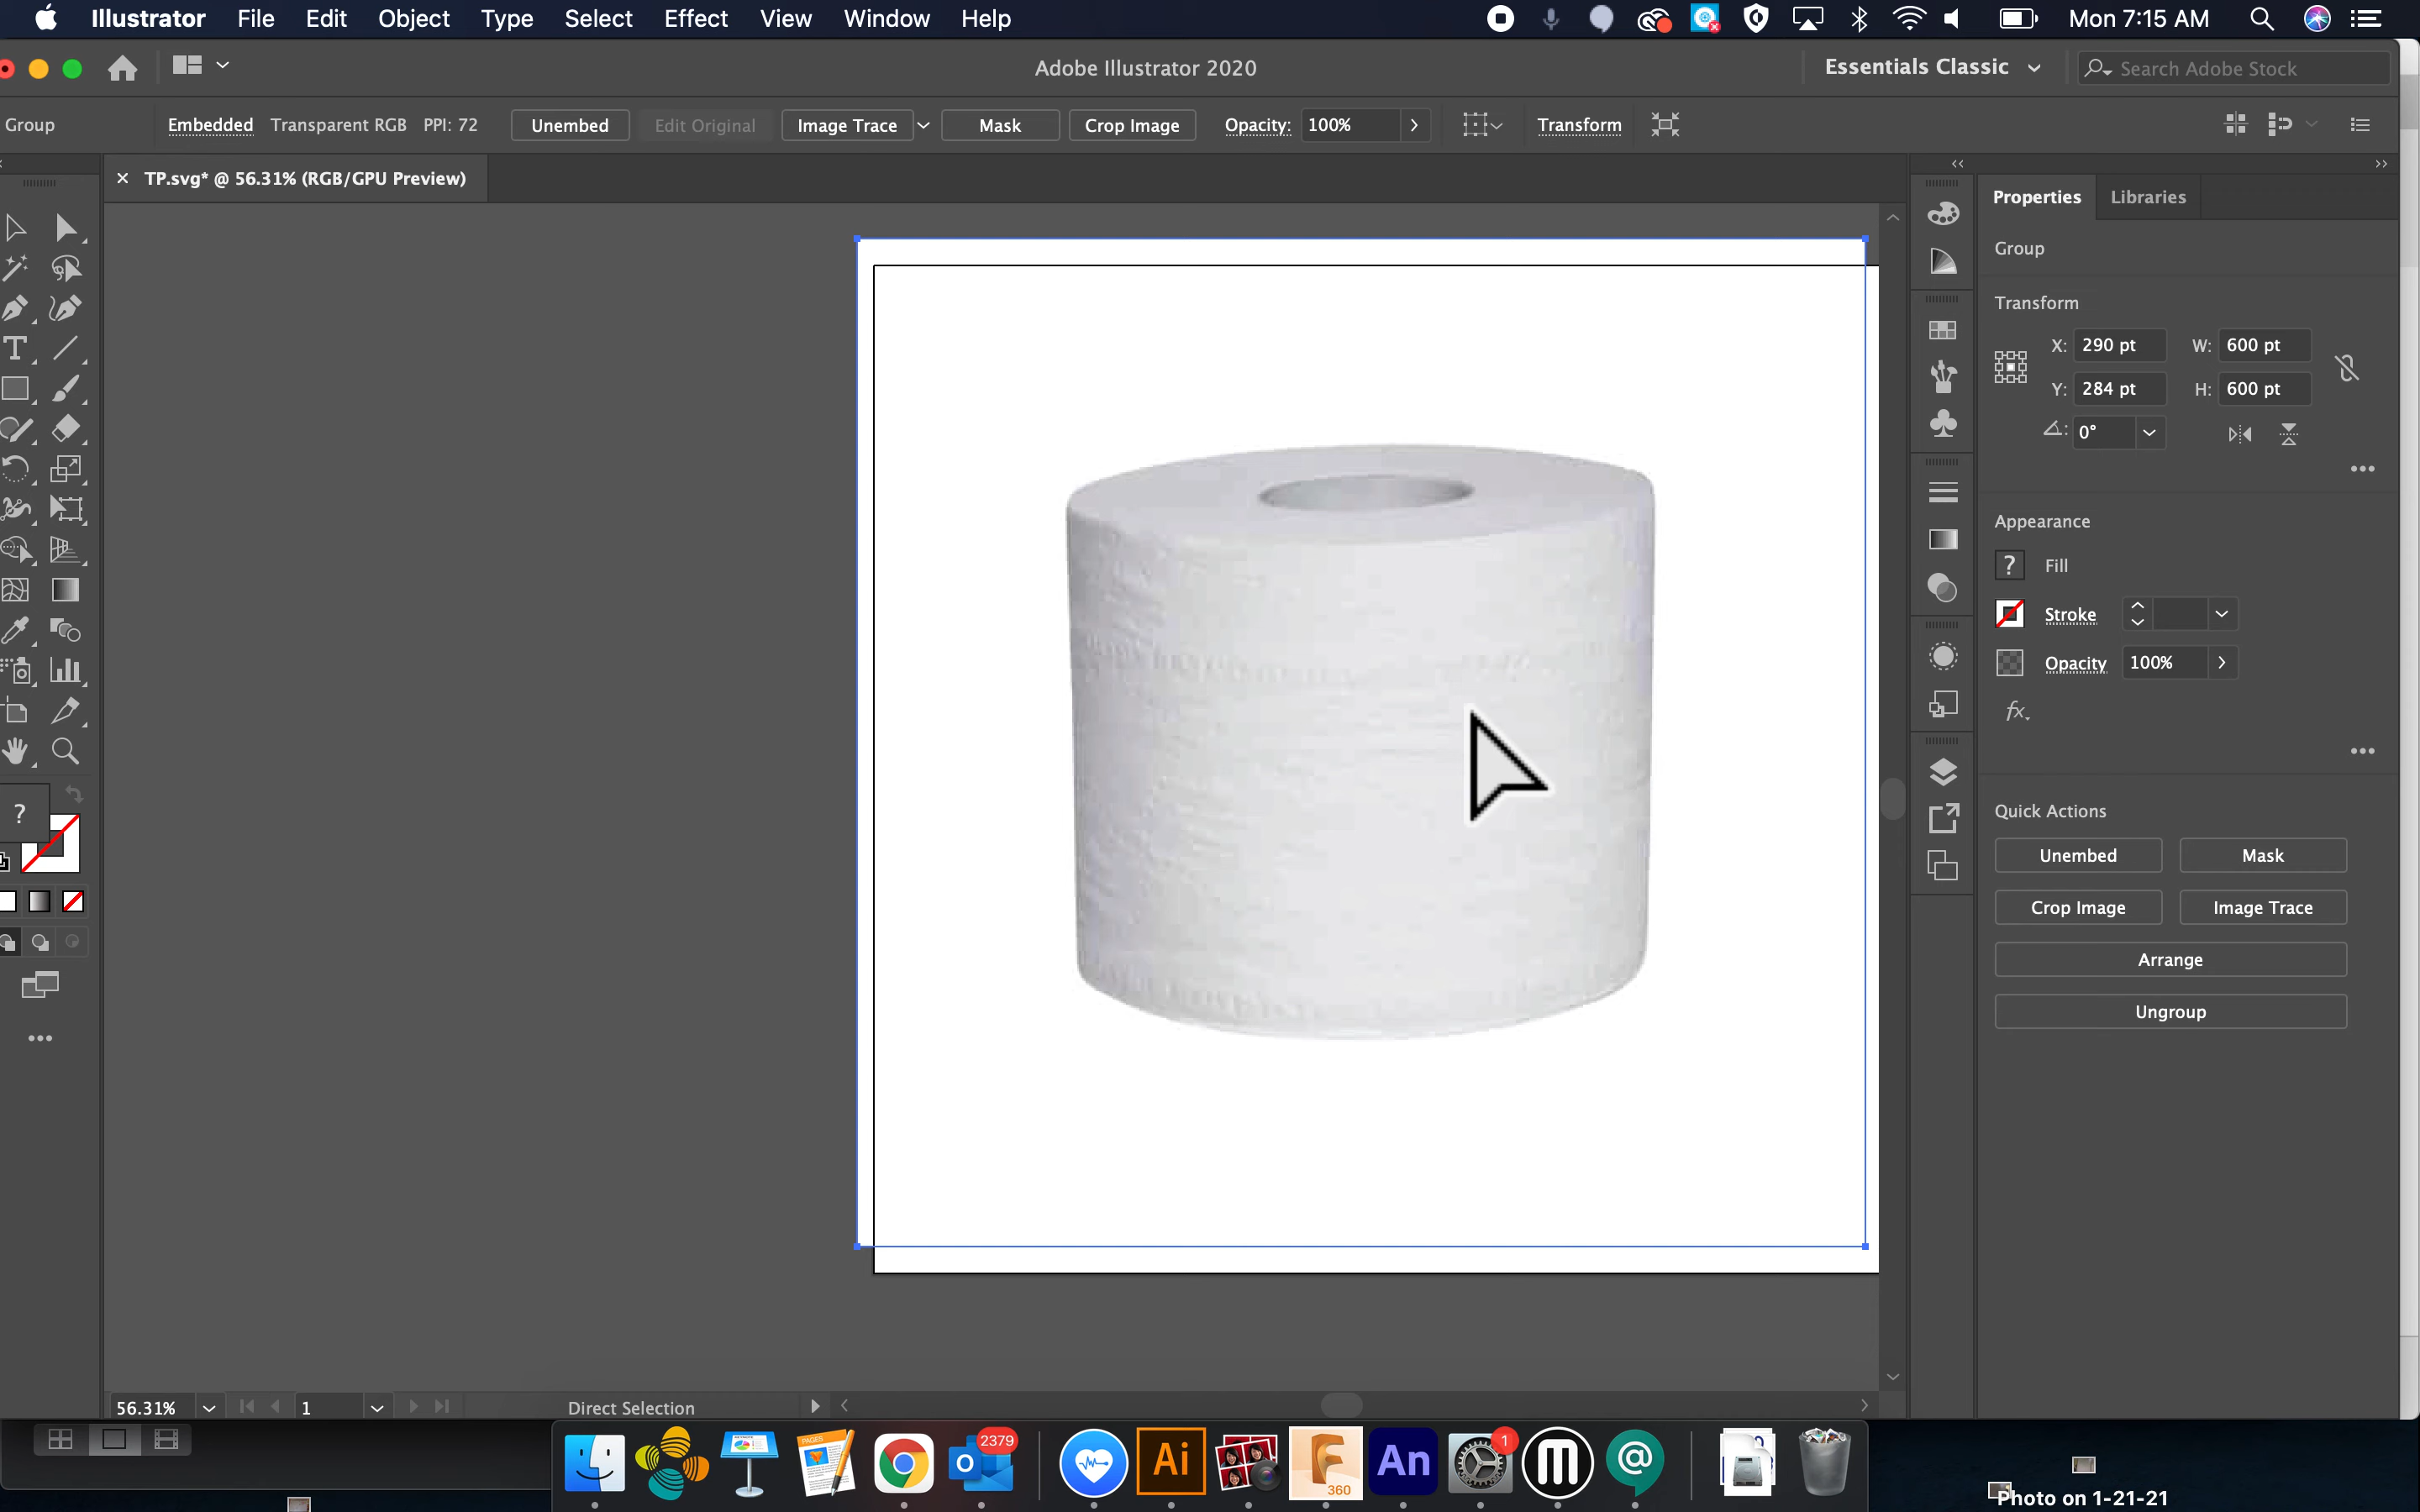 Illustrator File Edit Object Type Select Effect View Window Help Mon 7:15 AM
Adobe Illustrator 2020 Essentials Classic Search Adobe Stock
Group Embedded Transparent RGB PPI: 72 Unembed Edit Original Image Trace Mask Crop Image Opacity: 100% Transform
× TP.svg* @ 56.31% (RGB/GPU Preview)
Properties Libraries
Group
Transform
X: 290 pt W: 600 pt
Y: 284 pt H: 600 pt
0°
Appearance
? Fill
Stroke
Opacity 100%
fx
?
Quick Actions
Unembed Mask
Crop Image Image Trace
Arrange
Ungroup
56.31% 1 Direct Selection
PAGES
2379
O
Ai
F
360
An
1
M
@
Photo on 1-21-21